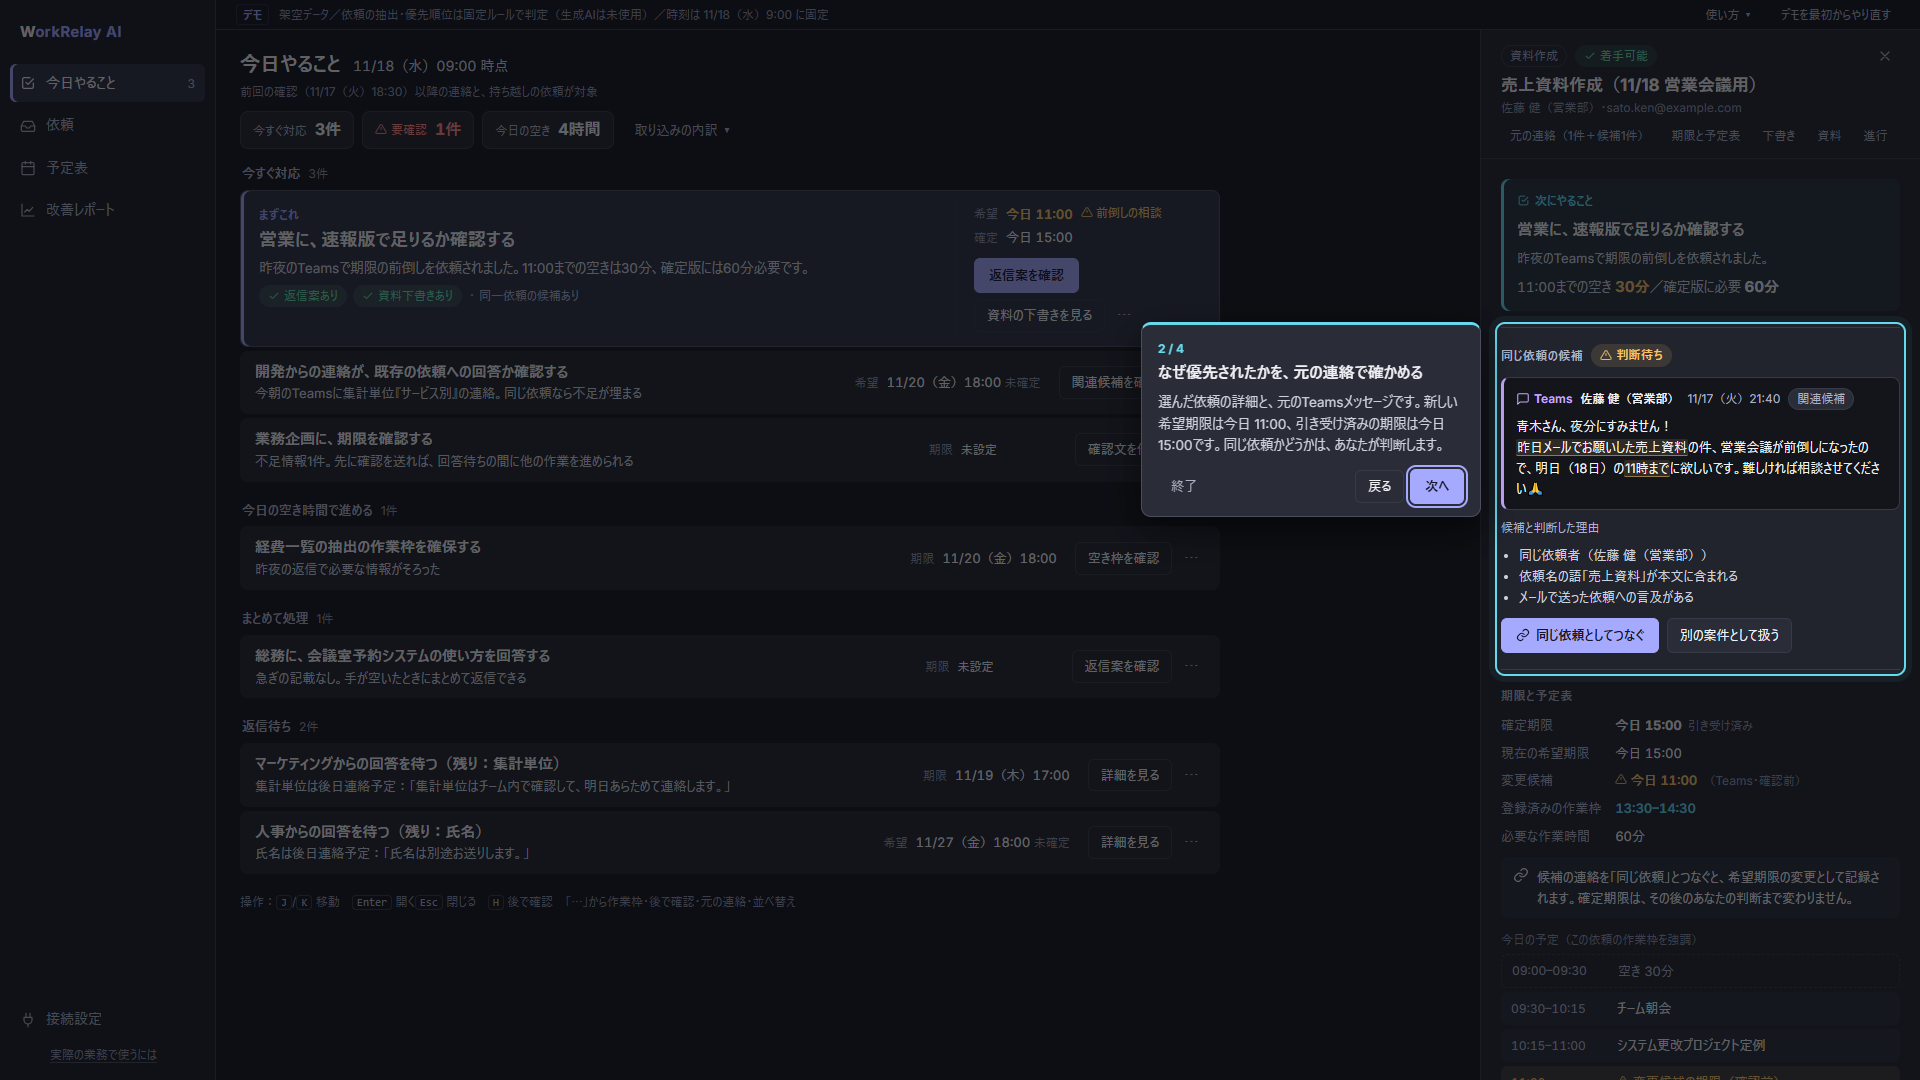 WorkRelay AI
今日やること 3
依頼
予定表
改善レポート
接続設定
実際の業務で使うには
デモ 架空データ／依頼の抽出・優先順位は固定ルールで判定（生成AIは未使用）／時刻は 11/18（水）9:00 に固定
使い方 ▾ デモを最初からやり直す
今日やること 11/18（水）09:00 時点
前回の確認（11/17（火）18:30）以降の連絡と、持ち越しの依頼が対象
今すぐ対応 3件 要確認 1件 今日の空き 4時間 取り込みの内訳 ▾
今すぐ対応 3件
まずこれ
営業に、速報版で足りるか確認する
昨夜のTeamsで期限の前倒しを依頼されました。11:00までの空きは30分、確定版には60分必要です。
返信案あり 資料下書きあり ・同一依頼の候補あり
希望 今日 11:00 前倒しの相談
確定 今日 15:00
返信案を確認
資料の下書きを見る …
開発からの連絡が、既存の依頼への回答か確認する
今朝のTeamsに集計単位『サービス別』の連絡。同じ依頼なら不足が埋まる
希望 11/20（金）18:00 未確定 関連候補を確
業務企画に、期限を確認する
不足情報1件。先に確認を送れば、回答待ちの間に他の作業を進められる
期限 未設定 確認文を作
今日の空き時間で進める 1件
経費一覧の抽出の作業枠を確保する
昨夜の返信で必要な情報がそろった
期限 11/20（金）18:00 空き枠を確認 …
まとめて処理 1件
総務に、会議室予約システムの使い方を回答する
急ぎの記載なし。手が空いたときにまとめて返信できる
期限 未設定 返信案を確認 …
返信待ち 2件
マーケティングからの回答を待つ（残り：集計単位）
集計単位は後日連絡予定：「集計単位はチーム内で確認して、明日あらためて連絡します。」
期限 11/19（木）17:00 詳細を見る …
人事からの回答を待つ（残り：氏名）
氏名は後日連絡予定：「氏名は別途お送りします。」
希望 11/27（金）18:00 未確定 詳細を見る …
操作： J / K 移動 Enter 開く Esc 閉じる H 後で確認 「…」から作業枠・後で確認・元の連絡・並べ替え
2 / 4
なぜ優先されたかを、元の連絡で確かめる
選んだ依頼の詳細と、元のTeamsメッセージです。新しい
希望期限は今日 11:00、引き受け済みの期限は今日
15:00です。同じ依頼かどうかは、あなたが判断します。
終了 戻る 次へ
資料作成 着手可能
売上資料作成（11/18 営業会議用）
佐藤 健（営業部）・sato.ken@example.com
元の連絡（1件＋候補1件） 期限と予定表 下書き 資料 進行
次にやること
営業に、速報版で足りるか確認する
昨夜のTeamsで期限の前倒しを依頼されました。
11:00までの空き 30分／確定版に必要 60分
同じ依頼の候補 判断待ち
Teams 佐藤 健（営業部） 11/17（火）21:40 関連候補
青木さん、夜分にすみません！
昨日メールでお願いした売上資料の件、営業会議が前倒しになったの
で、明日（18日）の11時までに欲しいです。難しければ相談させてくださ
い🙏
候補と判断した理由
• 同じ依頼者（佐藤 健（営業部））
• 依頼名の語「売上資料」が本文に含まれる
• メールで送った依頼への言及がある
同じ依頼としてつなぐ 別の案件として扱う
期限と予定表
確定期限 今日 15:00 引き受け済み
現在の希望期限 今日 15:00
変更候補 今日 11:00 （Teams・確認前）
登録済みの作業枠 13:30–14:30
必要な作業時間 60分
候補の連絡を「同じ依頼」とつなぐと、希望期限の変更として記録さ
れます。確定期限は、その後のあなたの判断まで変わりません。
今日の予定（この依頼の作業枠を強調）
09:00–09:30 空き 30分
09:30–10:15 チーム朝会
10:15–11:00 システム更改プロジェクト定例